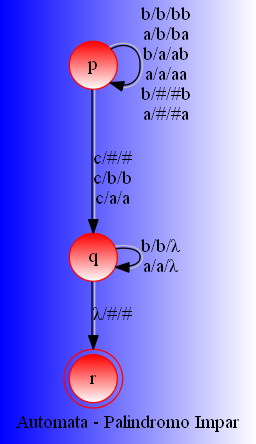 b/b/bb
a/b/ba
p
b/a/ab
a/a/aa
b/#/#b
a/#/#a
c/#/#
c/b/b
c/a/a
q
b/b/λ
a/a/λ
λ/#/#
r
Automata - Palindromo Impar